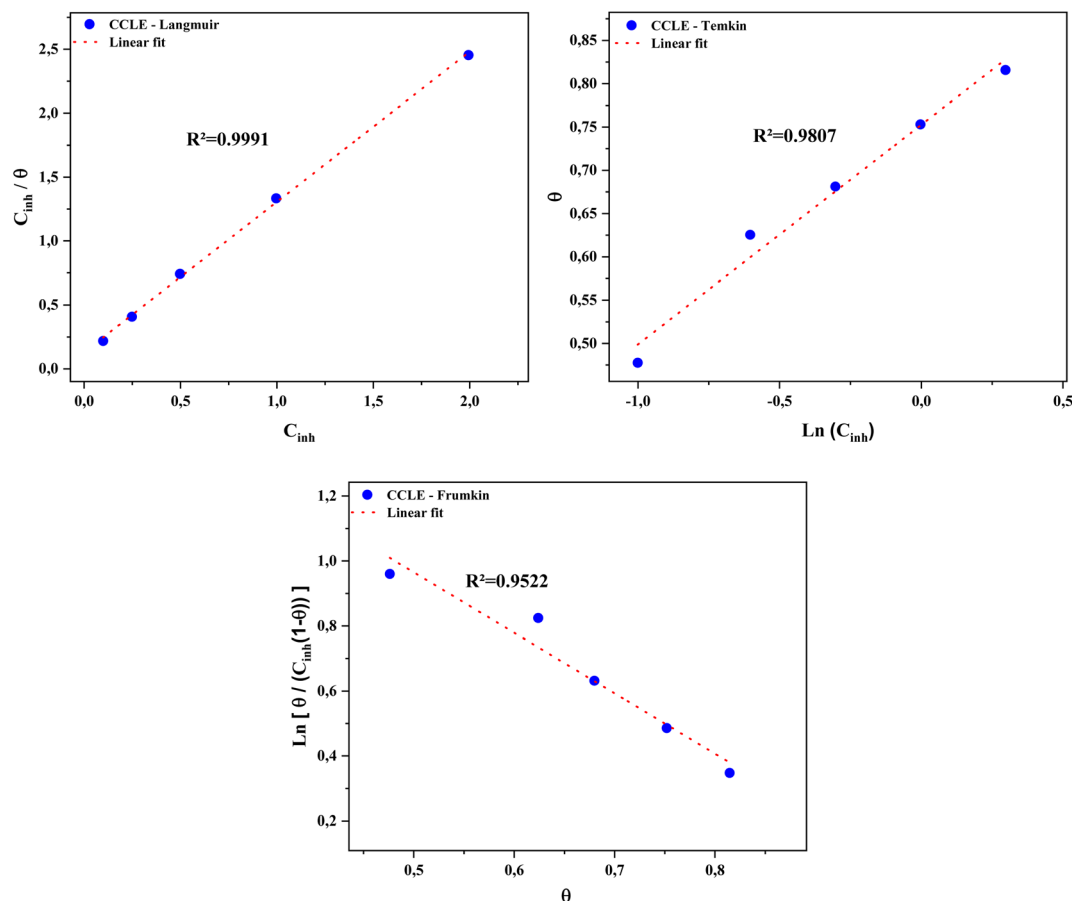 CCLE - Langmuir
Linear fit
R²=0.9991
C_inh / θ
2,5
2,0
1,5
1,0
0,5
0,0
0,0 0,5 1,0 1,5 2,0
C_inh
CCLE - Temkin
Linear fit
R²=0.9807
θ
0,85
0,80
0,75
0,70
0,65
0,60
0,55
0,50
-1,0 -0,5 0,0 0,5
Ln (C_inh)
CCLE - Frumkin
Linear fit
R²=0.9522
Ln [ θ / (C_inh(1-θ)) ]
1,2
1,0
0,8
0,6
0,4
0,2
0,5 0,6 0,7 0,8
θ